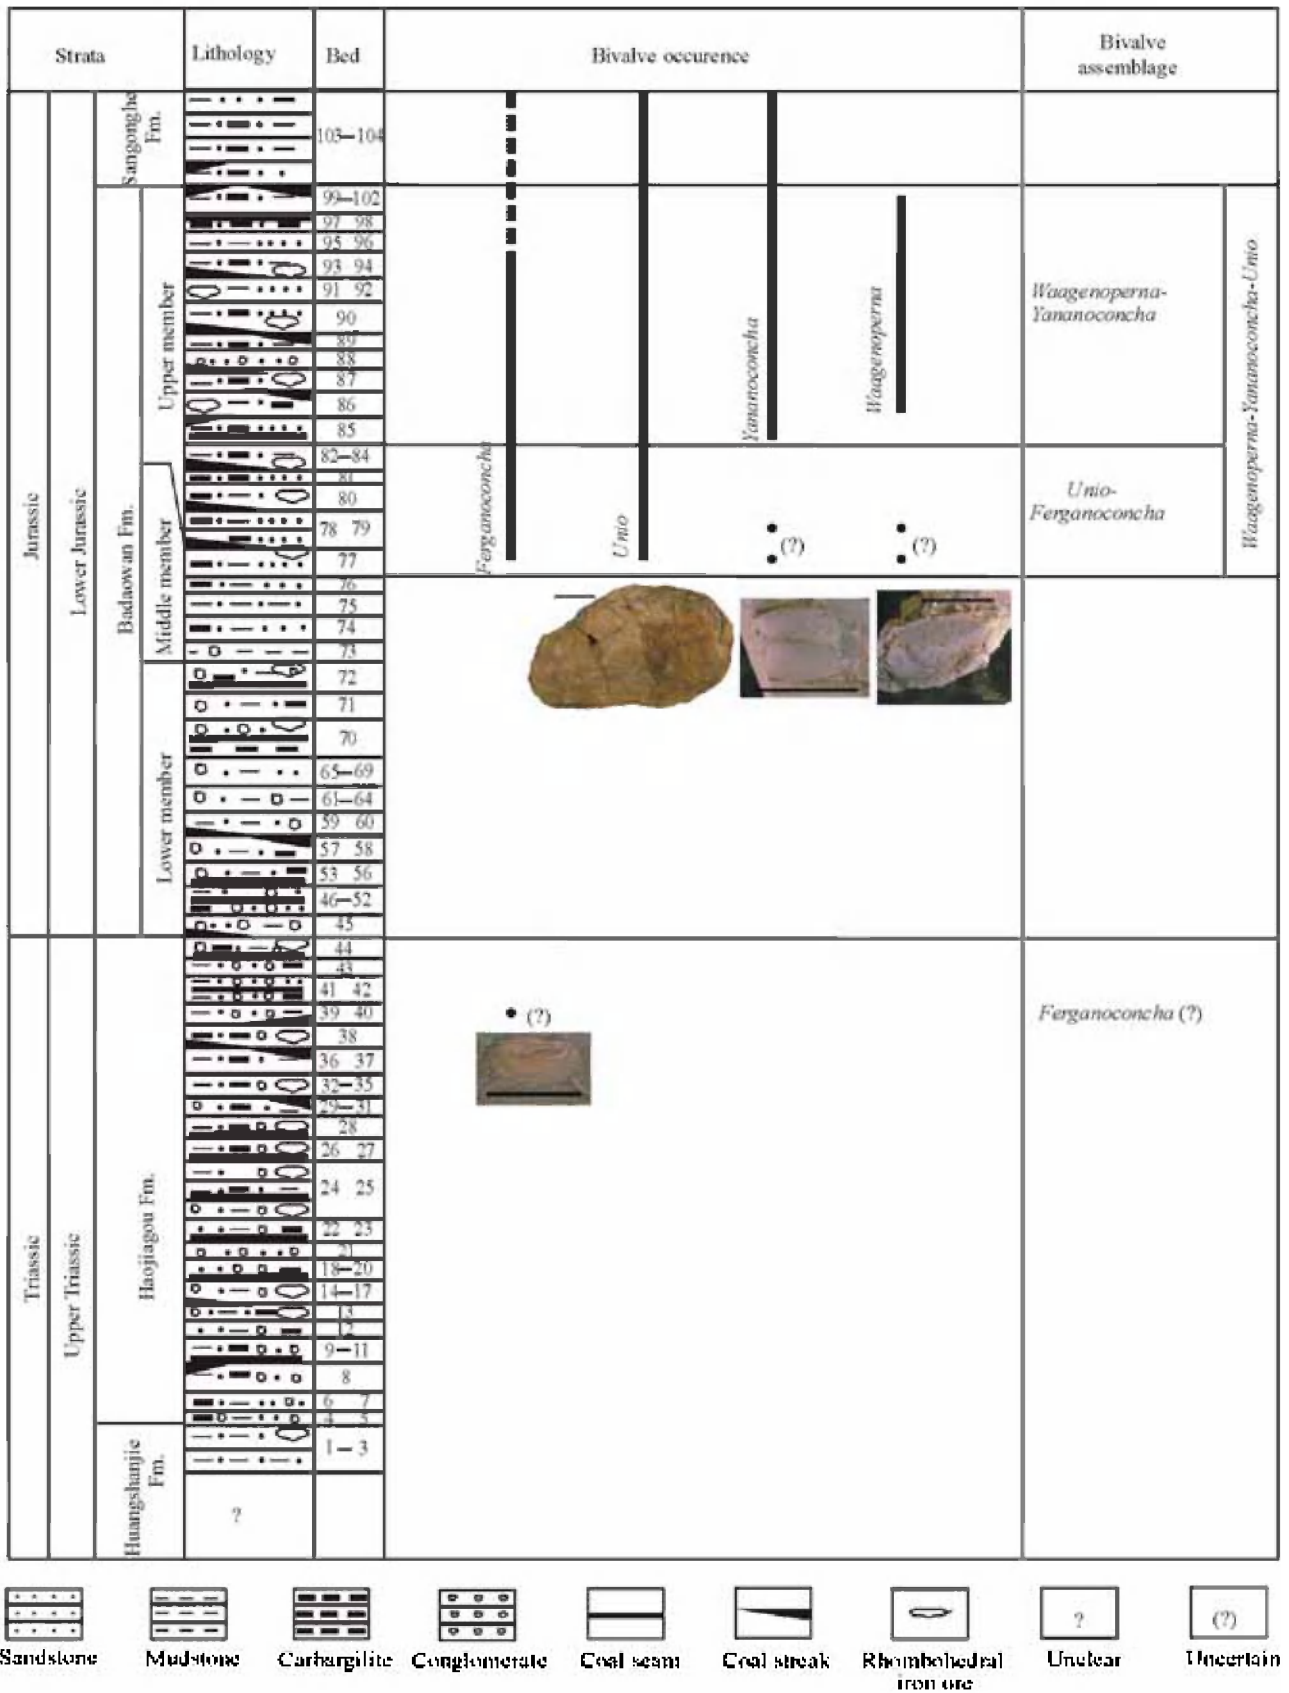 Strata
Lithology
Bed
Bivalve occurence
Bivalve
assemblage
Jurassic
Lower Jurassic
Sangonghe
Fm.
Badaowan Fm.
Upper member
Middle member
Lower member
Triassic
Upper Triassic
Haojiagou Fm.
Huangshanjie
Fm.
?
103—104
99—102
97 98
95 96
93 94
91 92
90
89
88
87
86
85
82—84
81
80
78 79
77
76
75
74
73
72
71
70
65—69
61—64
59 60
57 58
53 56
46—52
45
44
43
41 42
39 40
38
36 37
32—35
29—31
28
26 27
24 25
22 23
21
18—20
14—17
13
12
9—11
8
6 7
4 5
1—3
Ferganoconcha
Unio
Yananoconcha
Waagenoperna
(?)
(?)
(?)
Waagenoperna-
Yananoconcha
Unio-
Ferganoconcha
Waagenoperna-Yananoconcha-Unio
Ferganoconcha (?)
?
(?)
Sandstone
Mudstone
Carbargilite
Conglomerate
Coal seam
Coal streak
Rhombohedral
iron ore
Unclear
Uncertain